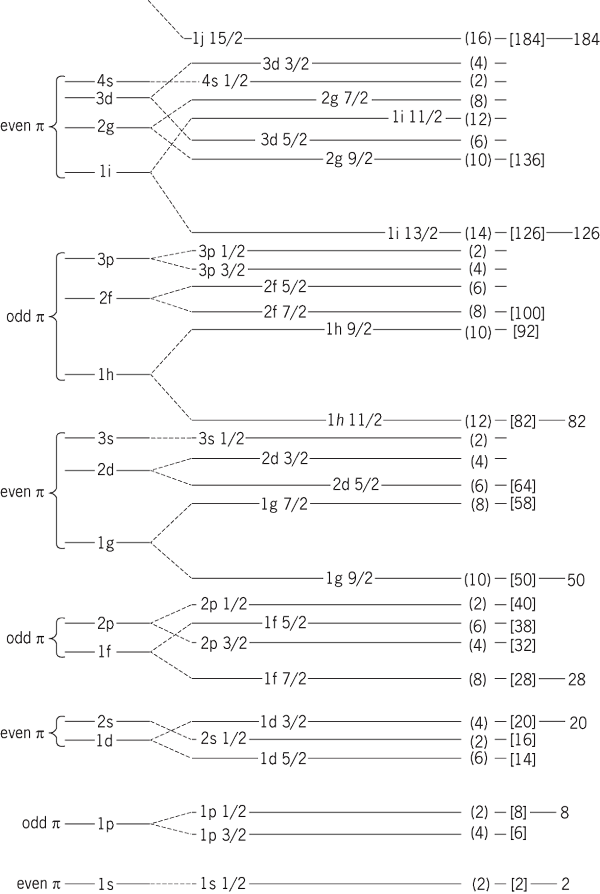 1j 15/2 (16) [184] 184
3d 3/2 (4)
4s 4s 1/2 (2)
3d
2g 7/2 (8)
1i 11/2 (12)
even π 2g
3d 5/2 (6)
2g 9/2 (10) [136]
1i
1i 13/2 (14) [126] 126
3p 1/2 (2)
3p
3p 3/2 (4)
2f 5/2 (6)
2f
odd π 2f 7/2 (8) [100]
1h 9/2 (10) [92]
1h
1h 11/2 (12) [82] 82
3s 3s 1/2 (2)
2d 3/2 (4)
2d
2d 5/2 (6) [64]
even π
1g 7/2 (8) [58]
1g
1g 9/2 (10) [50] 50
2p 1/2 (2) [40]
2p 1f 5/2 (6) [38]
odd π 2p 3/2 (4) [32]
1f
1f 7/2 (8) [28] 28
2s 1d 3/2 (4) [20] 20
even π
1d 2s 1/2 (2) [16]
1d 5/2 (6) [14]
1p 1/2 (2) [8] 8
odd π 1p
1p 3/2 (4) [6]
even π 1s 1s 1/2 (2) [2] 2